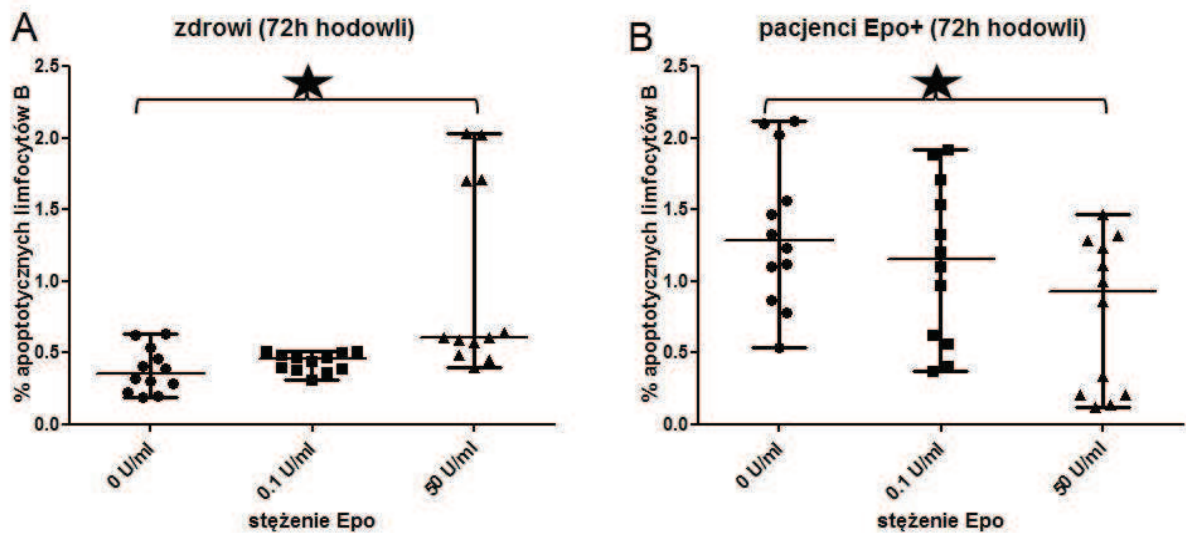 A
zdrowi (72h hodowli)
% apoptotycznych limfocytów B
2.5
2.0
1.5
1.0
0.5
0.0
0 U/ml
0.1 U/ml
50 U/ml
stężenie Epo
B
pacjenci Epo+ (72h hodowli)
% apoptotycznych limfocytów B
2.5
2.0
1.5
1.0
0.5
0.0
0 U/ml
0.1 U/ml
50 U/ml
stężenie Epo